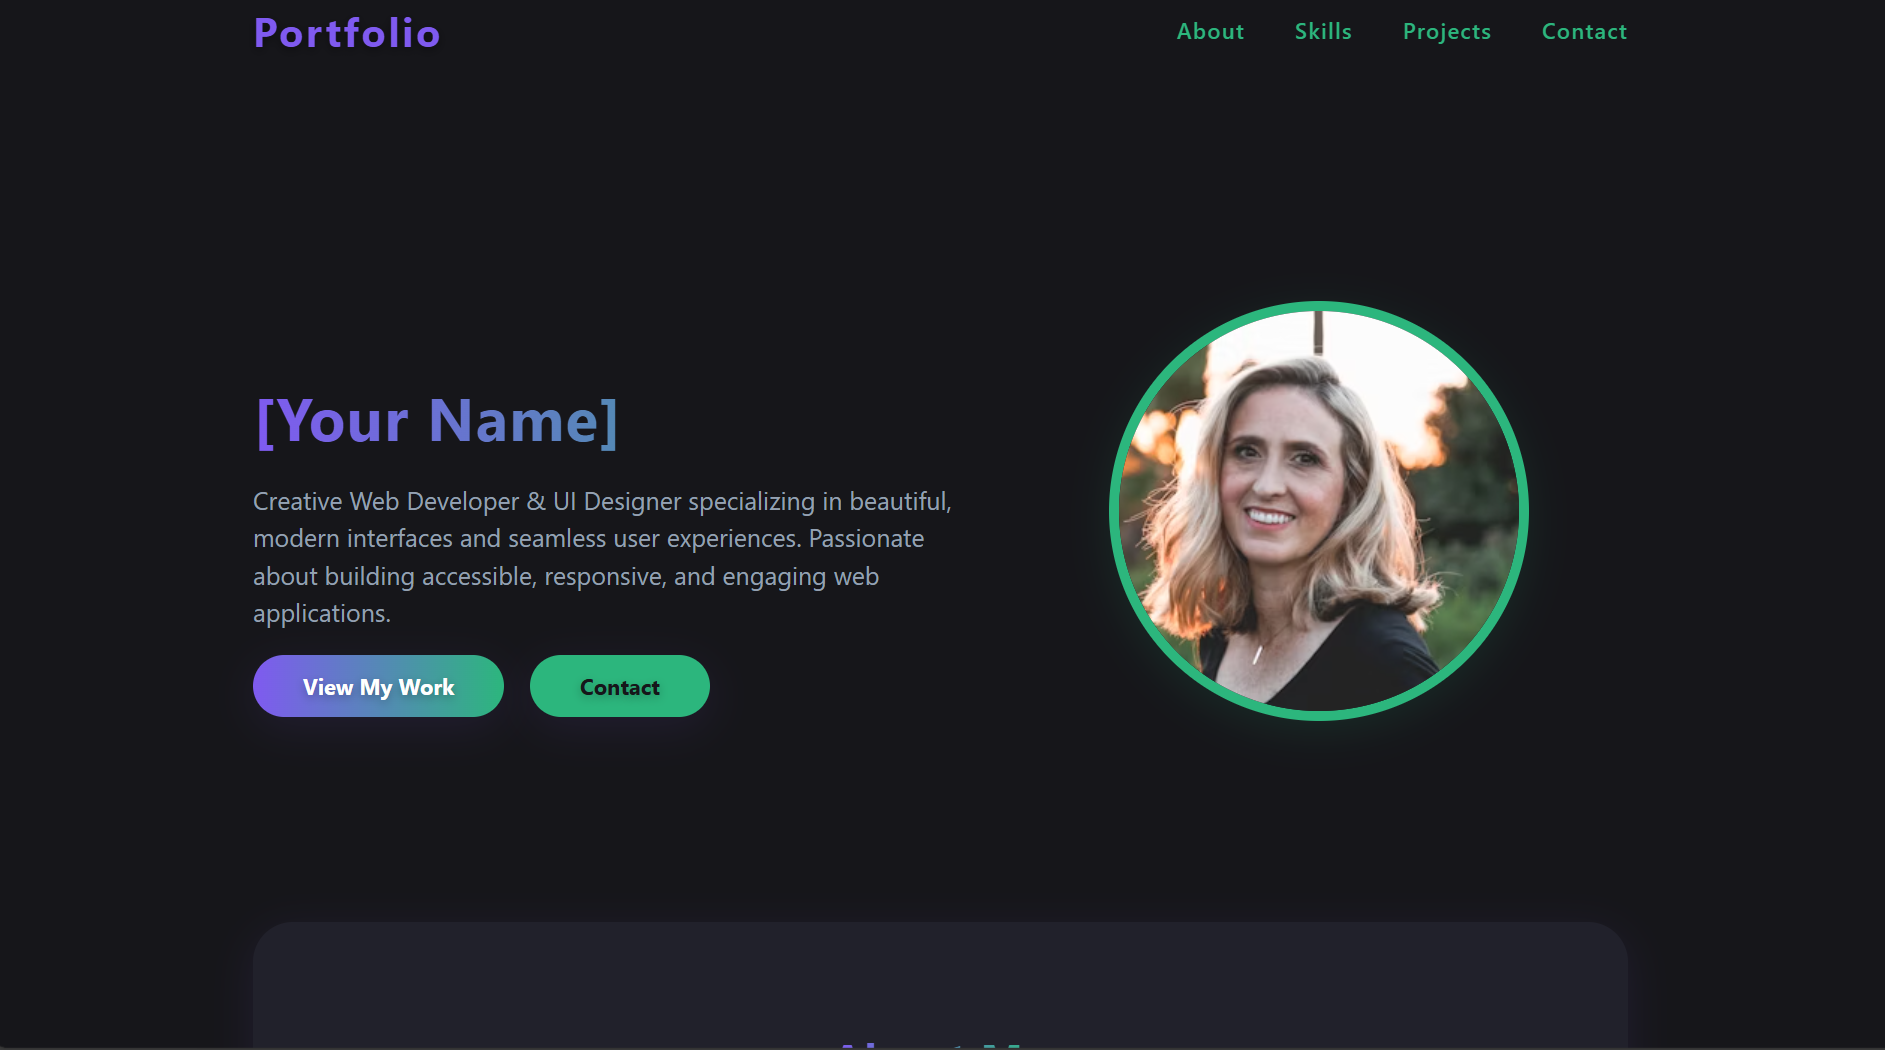 Portfolio
About Skills Projects Contact
[Your Name]
Creative Web Developer & UI Designer specializing in beautiful,
modern interfaces and seamless user experiences. Passionate
about building accessible, responsive, and engaging web
applications.
View My Work
Contact